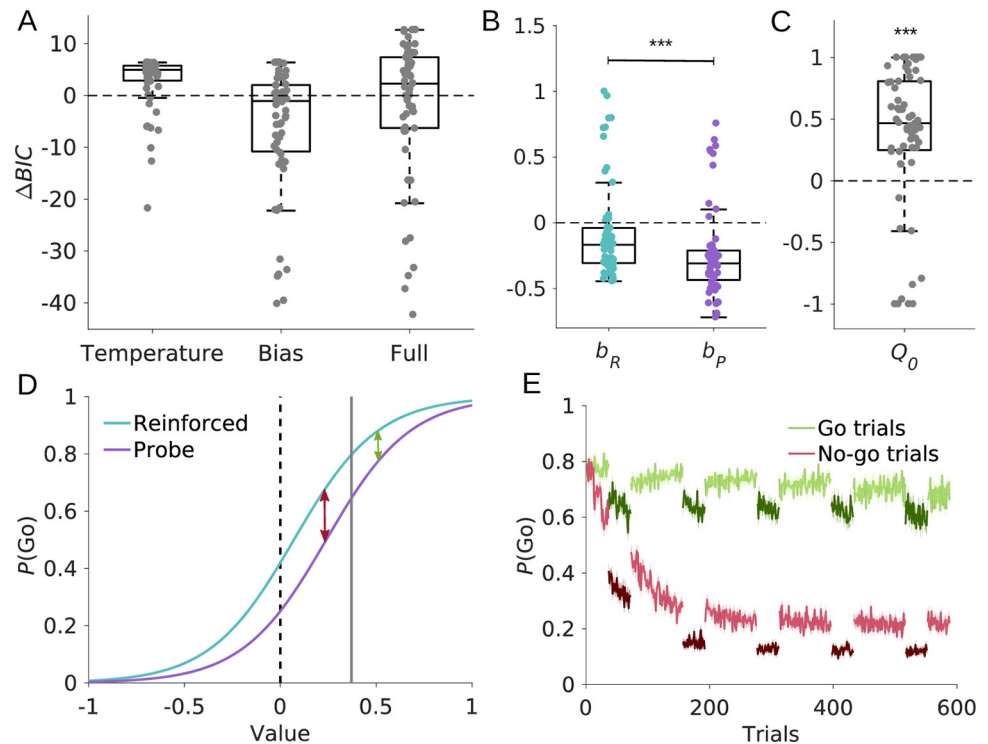 A
ΔBIC
10
0
-10
-20
-30
-40
Temperature Bias Full
B
1.5
1
0.5
0
-0.5
***
b_R b_P
C
1
0.5
0
-0.5
-1
***
Q_0
D
P(Go)
1
0.8
0.6
0.4
0.2
0
Reinforced
Probe
-1 -0.5 0 0.5 1
Value
E
P(Go)
1
0.8
0.6
0.4
0.2
0
Go trials
No-go trials
0 200 400 600
Trials